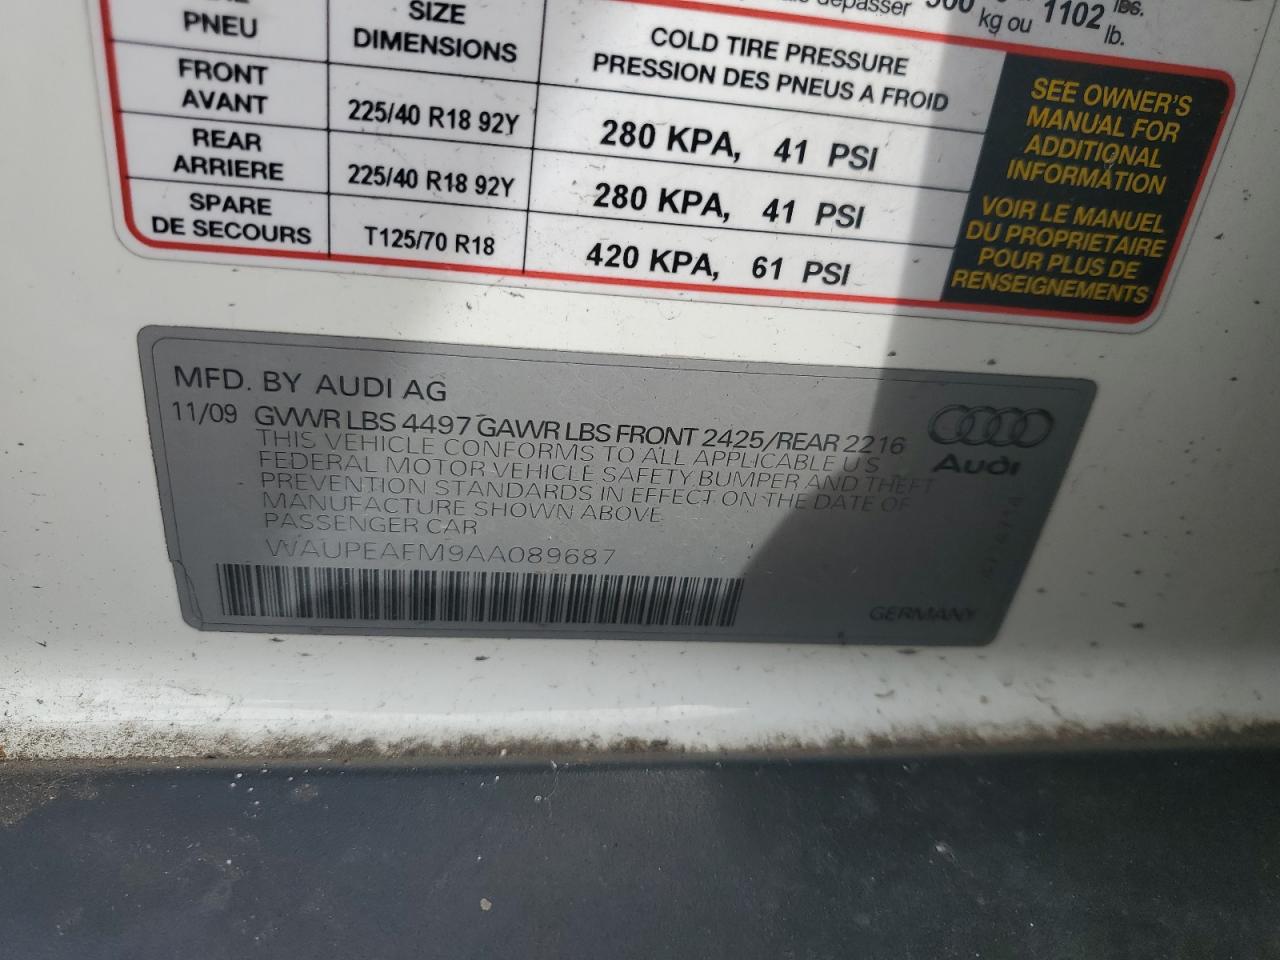 dépasser 500 kg ou 1102 lbs. lb.
PNEU
SIZE
DIMENSIONS
COLD TIRE PRESSURE
PRESSION DES PNEUS A FROID
FRONT
AVANT
225/40 R18 92Y
280 KPA, 41 PSI
REAR
ARRIERE
225/40 R18 92Y
280 KPA, 41 PSI
SPARE
DE SECOURS
T125/70 R18
420 KPA, 61 PSI
SEE OWNER'S
MANUAL FOR
ADDITIONAL
INFORMATION
VOIR LE MANUEL
DU PROPRIETAIRE
POUR PLUS DE
RENSEIGNEMENTS
MFD. BY AUDI AG
11/09 GVWR LBS 4497 GAWR LBS FRONT 2425/REAR 2216
THIS VEHICLE CONFORMS TO ALL APPLICABLE U.S.
FEDERAL MOTOR VEHICLE SAFETY, BUMPER AND THEFT
PREVENTION STANDARDS IN EFFECT ON THE DATE OF
MANUFACTURE SHOWN ABOVE
PASSENGER CAR
WAUPEAFM9AA089687
Audi
GERMANY